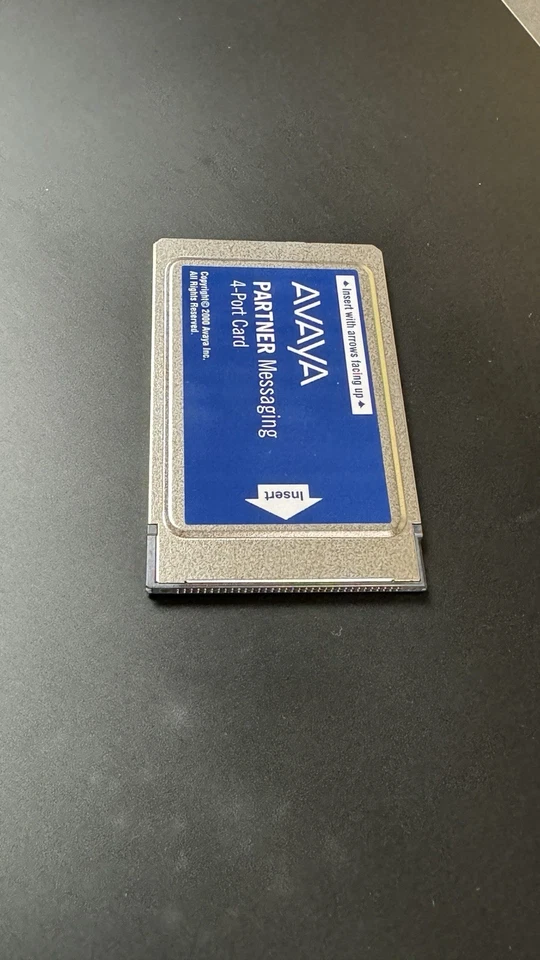 ▲ Insert with arrows facing up ▲
AVAYA
PARTNER Messaging
4-Port Card
Copyright© 2000 Avaya Inc.
All Rights Reserved.
Insert